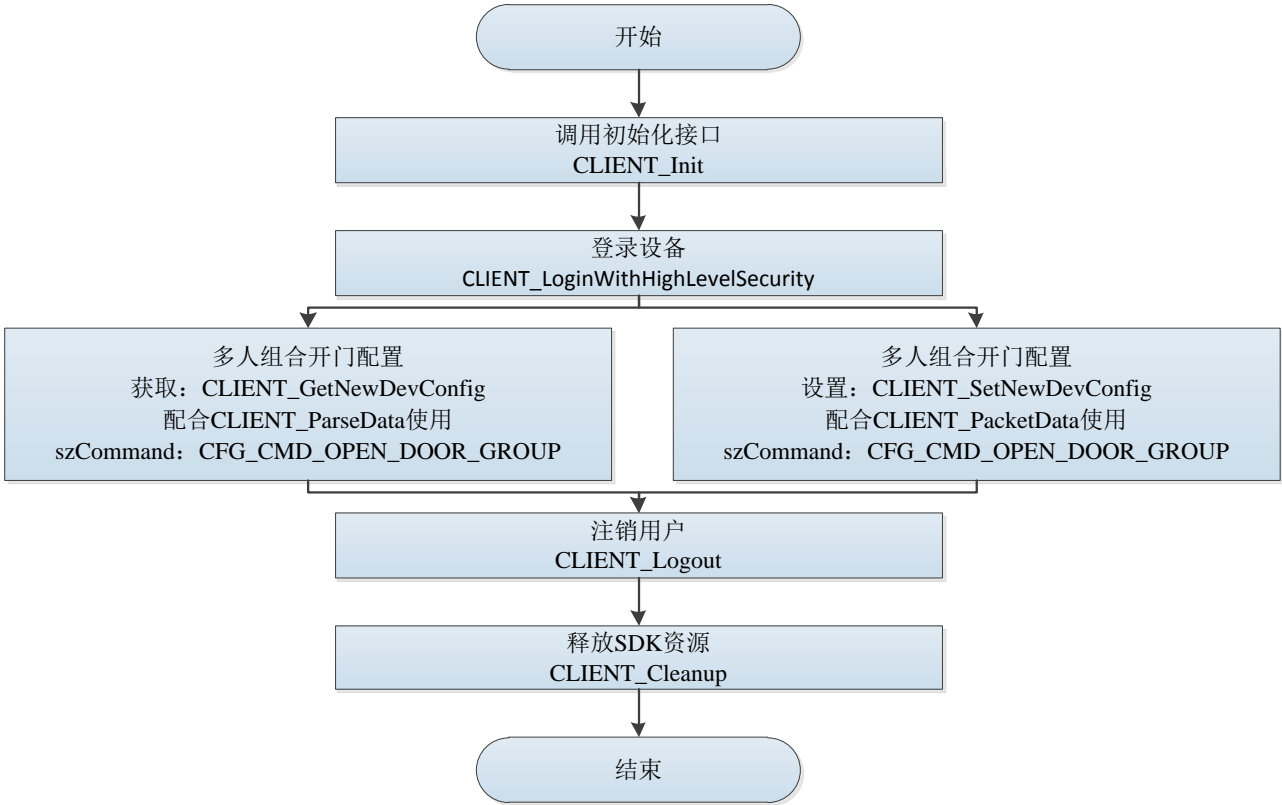 开始
调用初始化接口
CLIENT_Init
登录设备
CLIENT_LoginWithHighLevelSecurity
多人组合开门配置
获取：CLIENT_GetNewDevConfig
配合CLIENT_ParseData使用
szCommand：CFG_CMD_OPEN_DOOR_GROUP
多人组合开门配置
设置：CLIENT_SetNewDevConfig
配合CLIENT_PacketData使用
szCommand：CFG_CMD_OPEN_DOOR_GROUP
注销用户
CLIENT_Logout
释放SDK资源
CLIENT_Cleanup
结束